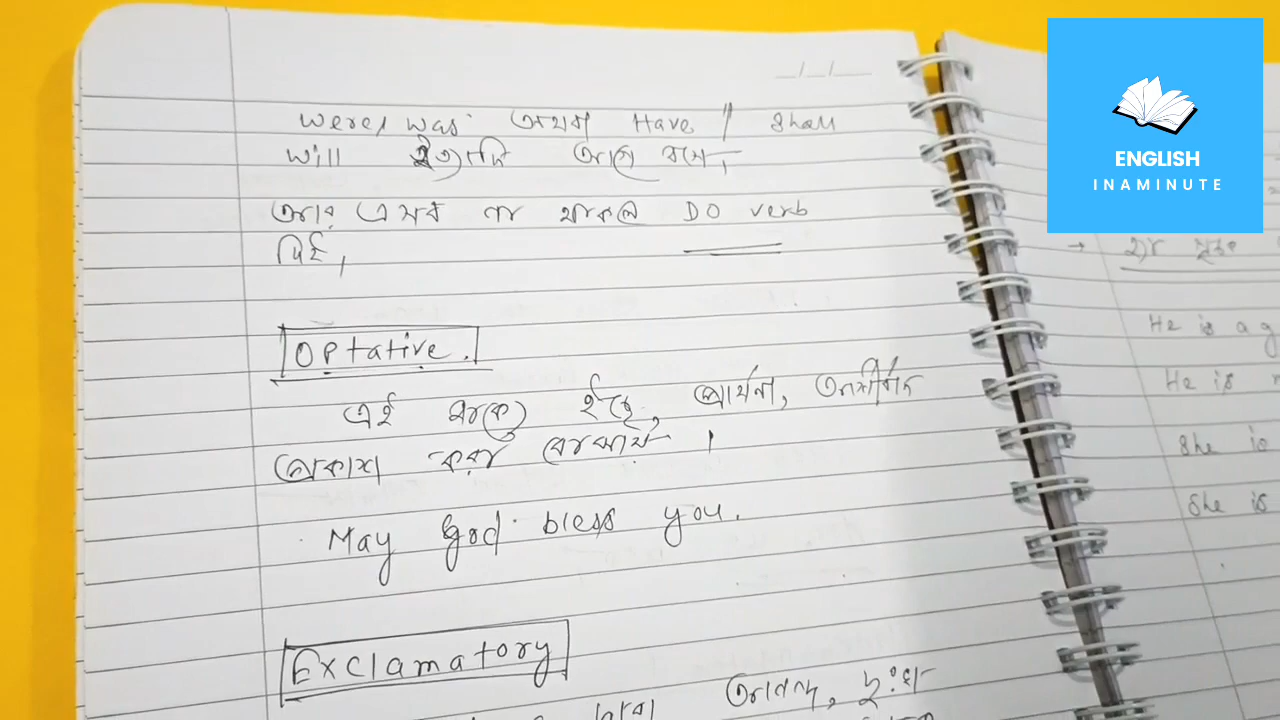 were, was অথবা Have / shall
will ইত্যাদি আগে বসে,
আর এসব না থাকলে DO verb
দিই,
Optative.
এই বাক্যে ইচ্ছে, প্রার্থনা, আশীর্বাদ
প্রকাশ করা বোঝায় ।
May God bless you.
Exclamatory
দ্বারা আনন্দ, দুঃখ
→
He is a g
He is
She is
She is
ENGLISH
INAMINUTE